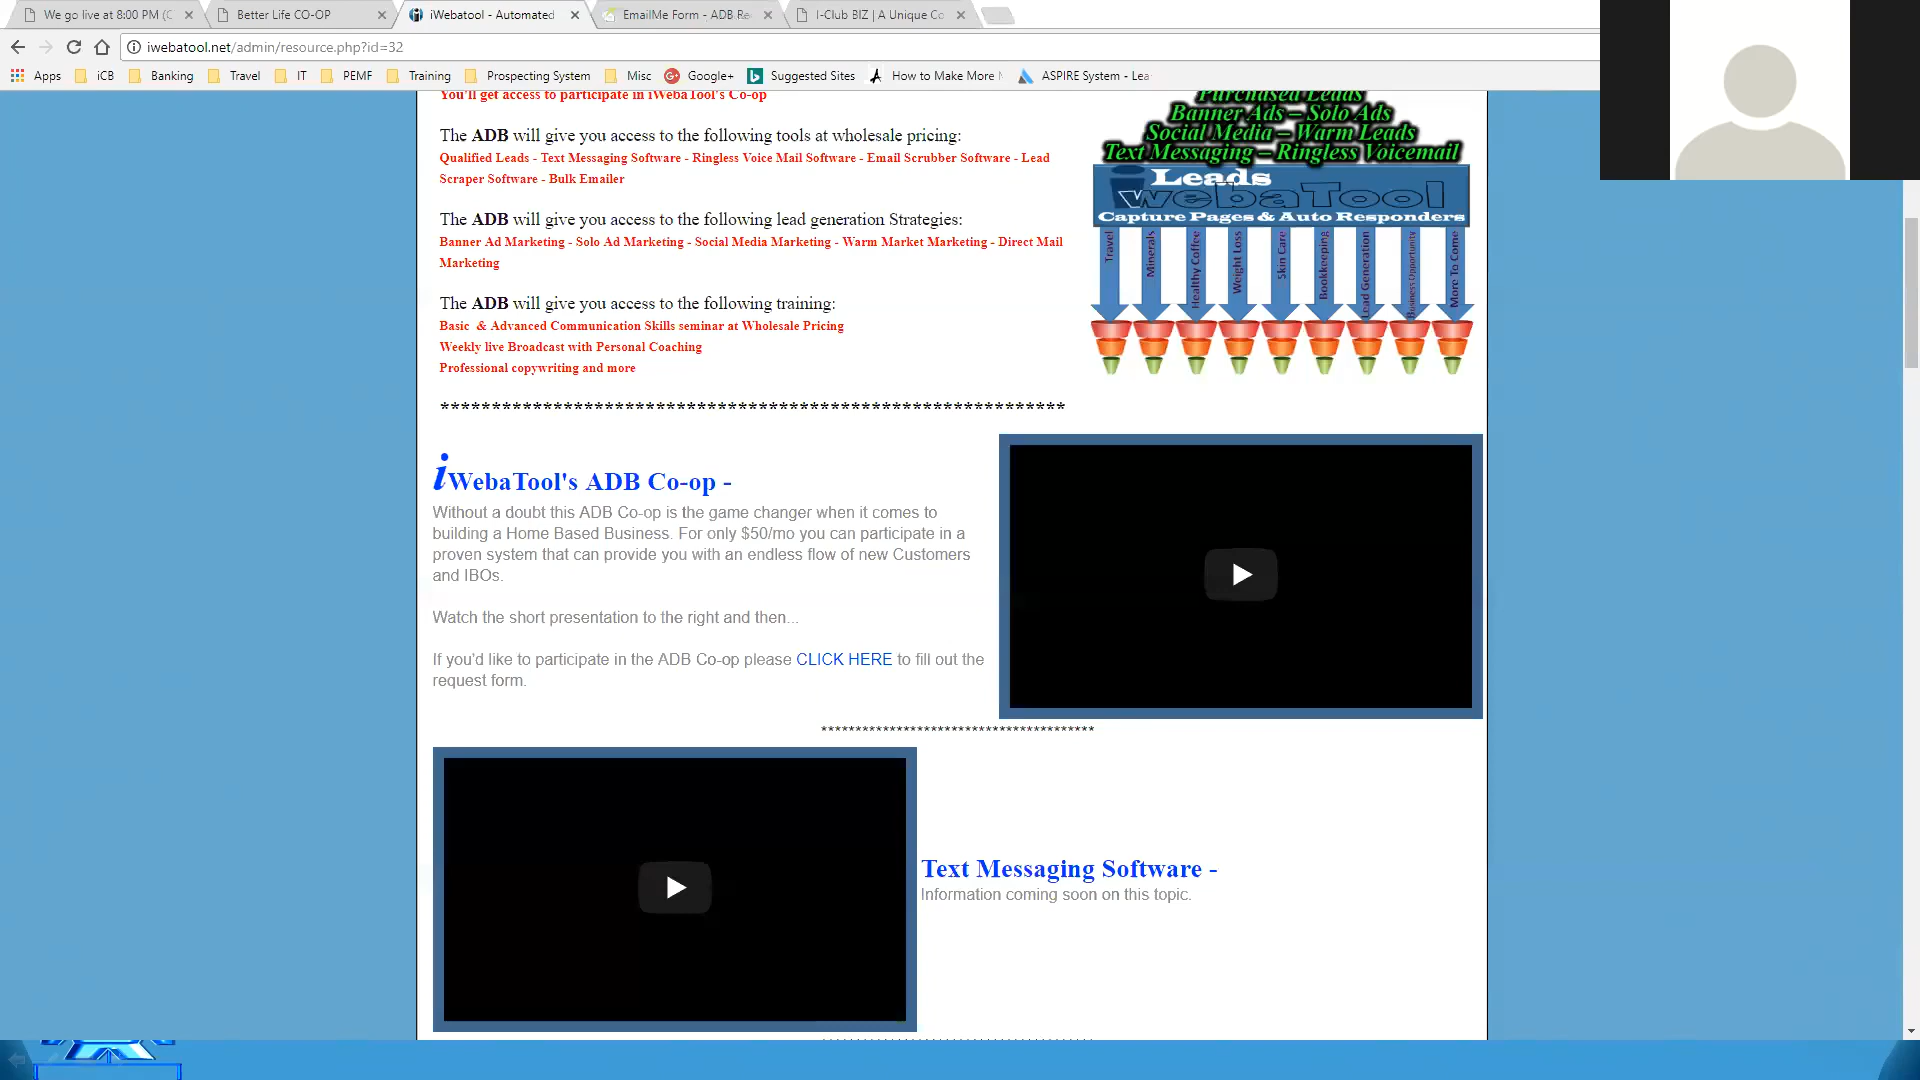 We go live at 8:00 PM (C
Better Life CO-OP
iWebatool - Automated
EmailMe Form - ADB Re
I-Club BIZ | A Unique Co
iwebatool.net/admin/resource.php?id=32
Apps iCB Banking Travel IT PEMF Training Prospecting System Misc Google+ Suggested Sites How to Make More ASPIRE System - Lea
You'll get access to participate in iWebaTool's Co-op
The ADB will give you access to the following tools at wholesale pricing:
Qualified Leads - Text Messaging Software - Ringless Voice Mail Software - Email Scrubber Software - Lead
Scraper Software - Bulk Emailer
The ADB will give you access to the following lead generation Strategies:
Banner Ad Marketing - Solo Ad Marketing - Social Media Marketing - Warm Market Marketing - Direct Mail
Marketing
The ADB will give you access to the following training:
Basic & Advanced Communication Skills seminar at Wholesale Pricing
Weekly live Broadcast with Personal Coaching
Professional copywriting and more
*************************************************************
Purchased Leads
Banner Ads – Solo Ads
Social Media – Warm Leads
Text Messaging – Ringless Voicemail
Leads
iwebaTool
Capture Pages & Auto Responders
Travel
Minerals
Healthy Coffee
Weight Loss
Skin Care
Bookkeeping
Lead Generation
Business Opportunity
More To Come
iWebaTool's ADB Co-op -
Without a doubt this ADB Co-op is the game changer when it comes to
building a Home Based Business. For only $50/mo you can participate in a
proven system that can provide you with an endless flow of new Customers
and IBOs.
Watch the short presentation to the right and then...
If you'd like to participate in the ADB Co-op please CLICK HERE to fill out the
request form.
****************************************
Text Messaging Software -
Information coming soon on this topic.